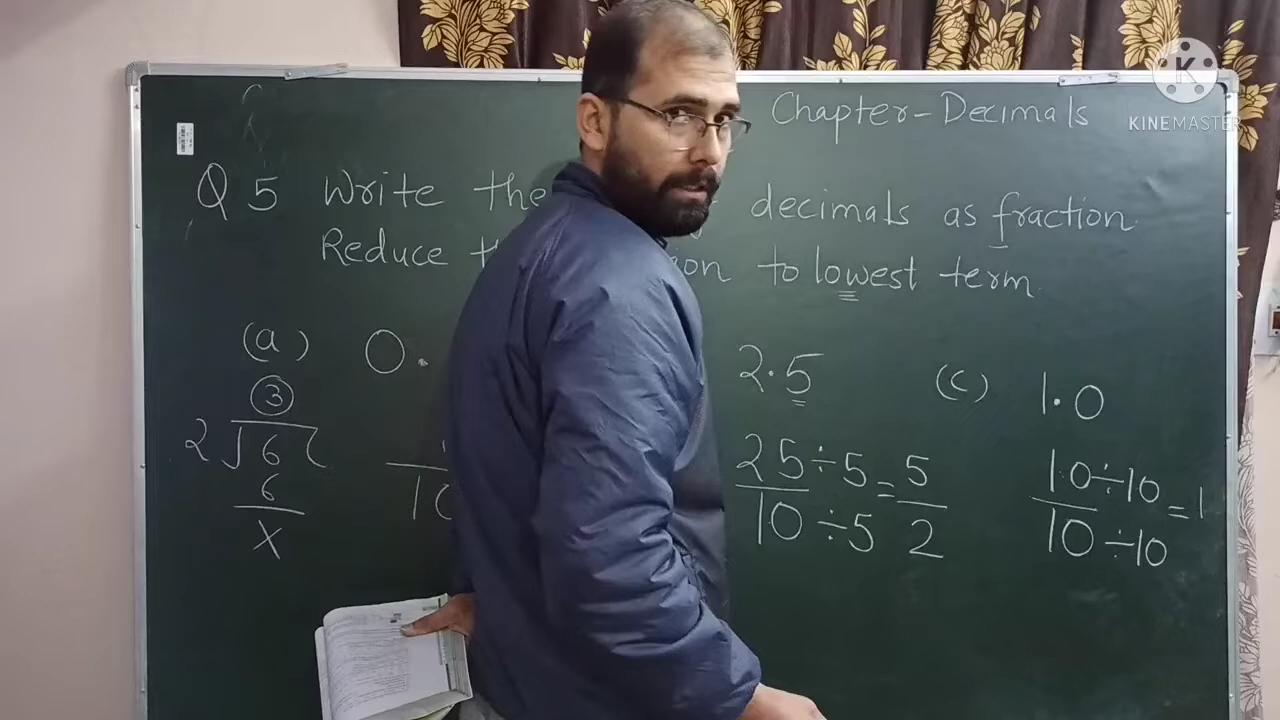 Chapter-Decimals
K
KINEMASTER
Q 5 Write the decimals as fraction
Reduce to lowest term
(a) 0. 2.5 (c) 1.0
3
2 6
6
x
10
25÷5 = 5
10÷5 2
10÷10 = 1
10÷10